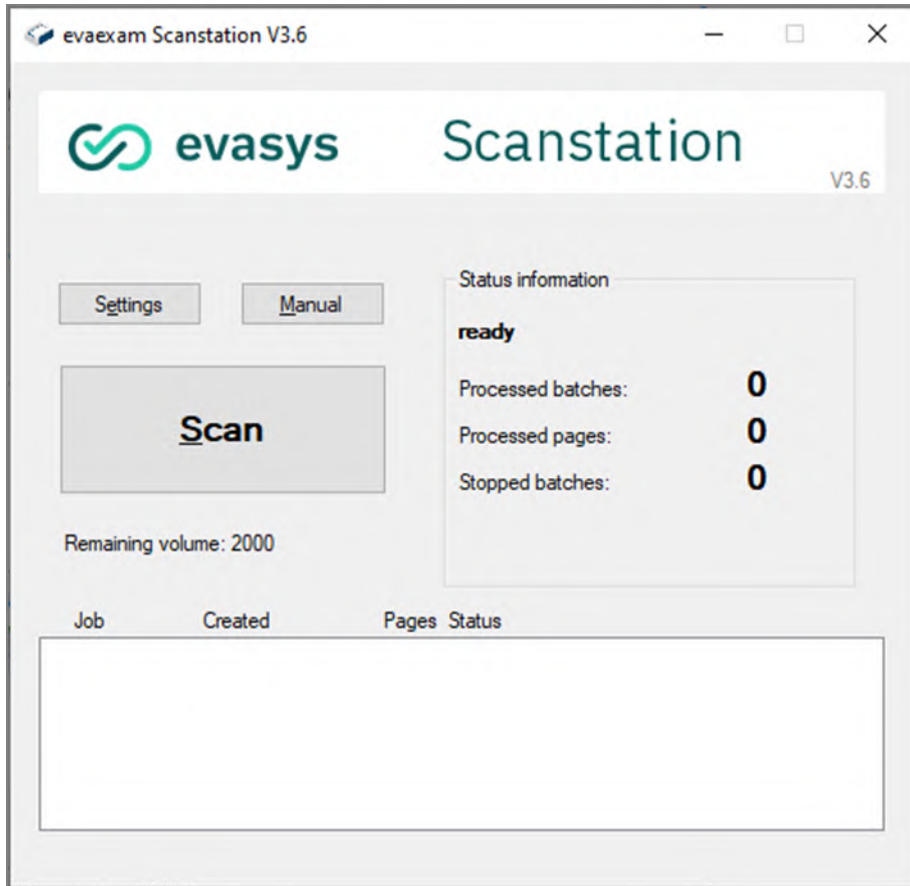 evaexam Scanstation V3.6
evasys Scanstation
V3.6
Settings Manual
Scan
Remaining volume: 2000
Status information
ready
Processed batches: 0
Processed pages: 0
Stopped batches: 0
Job Created Pages Status